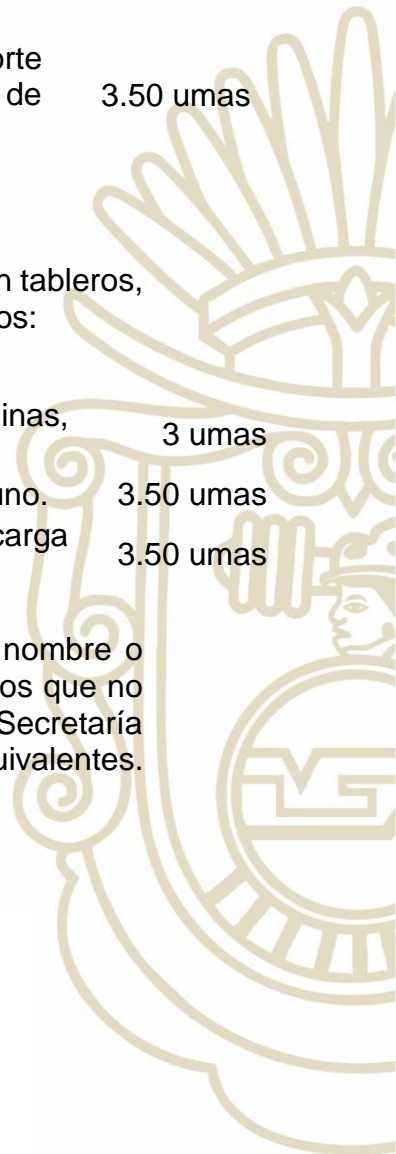 orte
de 3.50 umas
n tableros,
os:
inas, 3 umas
uno. 3.50 umas
carga 3.50 umas
nombre o
os que no
Secretaría
uivalentes.